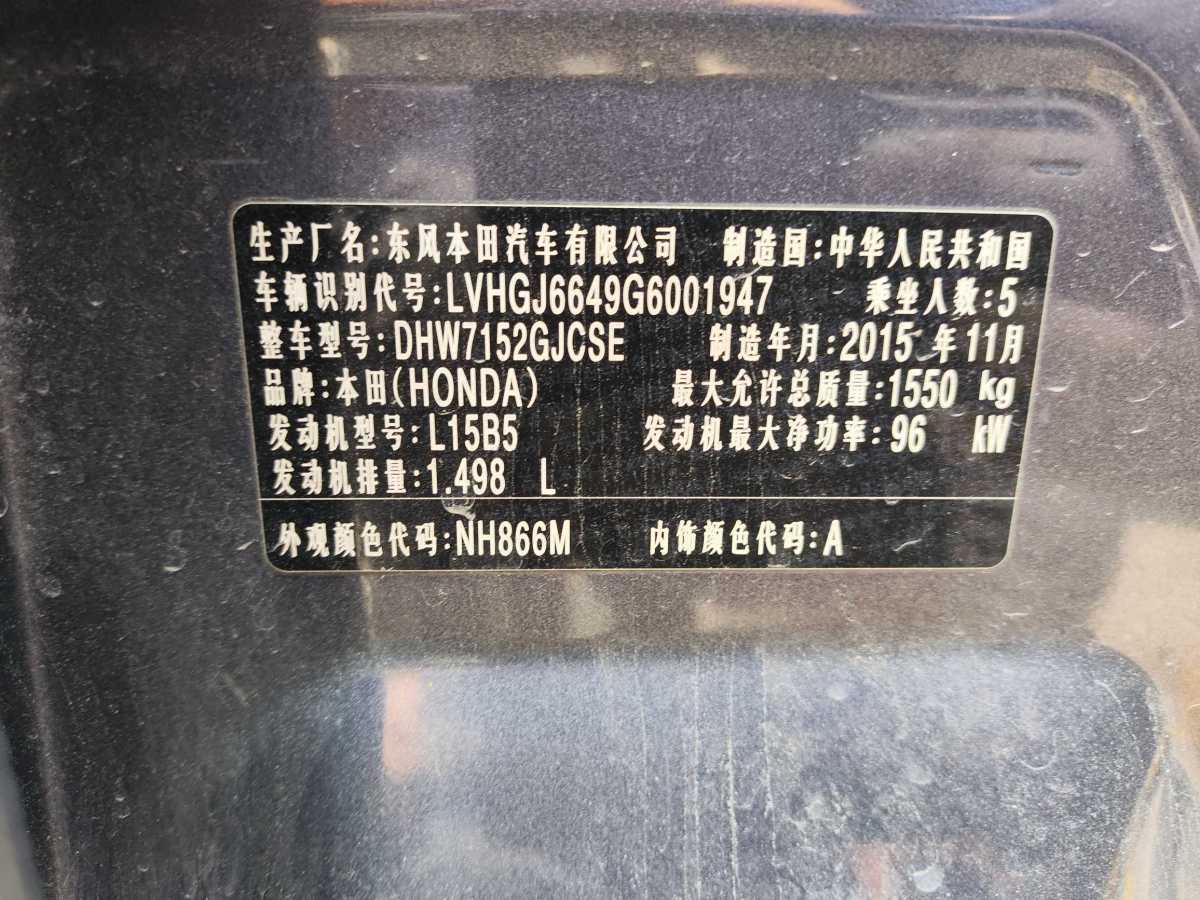 生产厂名:东风本田汽车有限公司 制造国:中华人民共和国
车辆识别代号:LVHGJ6649G6001947 乘坐人数:5
整车型号:DHW7152GJCSE 制造年月:2015 年 11月
品牌:本田(HONDA) 最大允许总质量:1550 kg
发动机型号:L15B5 发动机最大净功率:96 kW
发动机排量:1.498 L
外观颜色代码:NH866M 内饰颜色代码:A